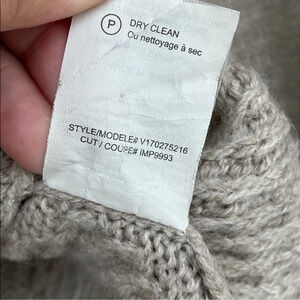 P DRY CLEAN
Ou nettoyage à sec
STYLE/MODELE# V170275216
CUT / COUPE# IMP9993